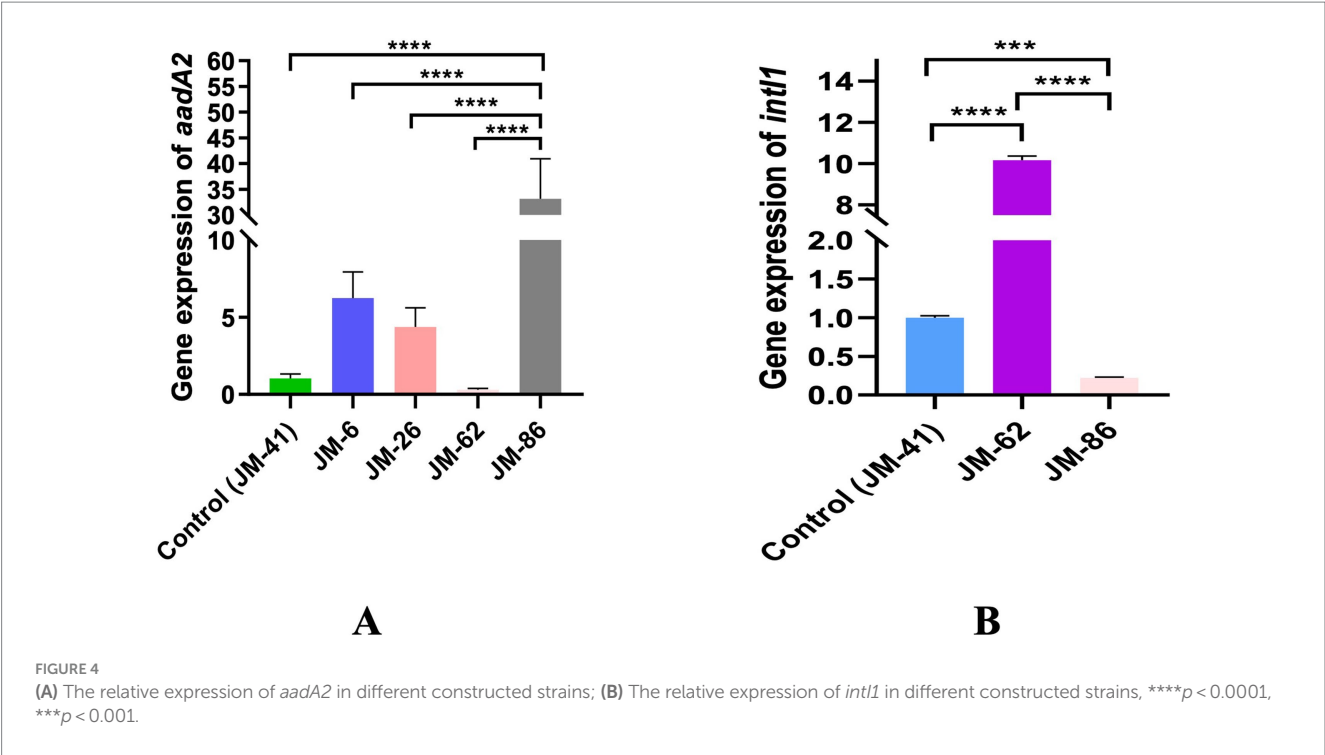 ****
****
****
****
Gene expression of aadA2
60
55
50
45
40
35
30
10
5
0
Control (JM-41)
JM-6
JM-26
JM-62
JM-86
A
***
****
****
Gene expression of intI1
14
12
10
8
2.0
1.5
1.0
0.5
0.0
Control (JM-41)
JM-62
JM-86
B
FIGURE 4
(A) The relative expression of aadA2 in different constructed strains; (B) The relative expression of intI1 in different constructed strains, ****p < 0.0001,
***p < 0.001.